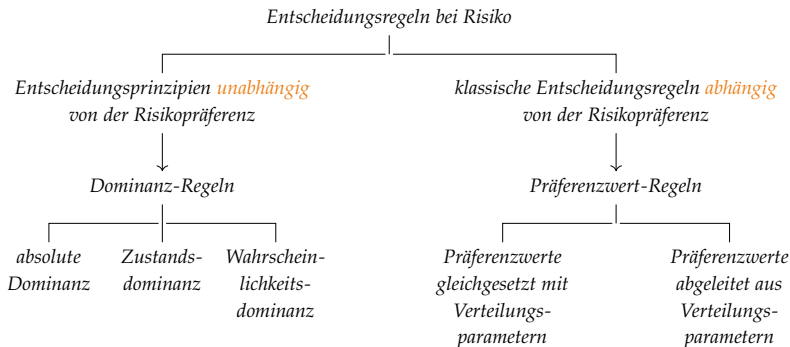 Entscheidungsregeln bei Risiko
Entscheidungsprinzipien unabhängig
von der Risikopräferenz
klassische Entscheidungsregeln abhängig
von der Risikopräferenz
Dominanz-Regeln
Präferenzwert-Regeln
absolute
Dominanz
Zustands-
dominanz
Wahrschein-
lichkeits-
dominanz
Präferenzwerte
gleichgesetzt mit
Verteilungs-
parametern
Präferenzwerte
abgeleitet aus
Verteilungs-
parametern